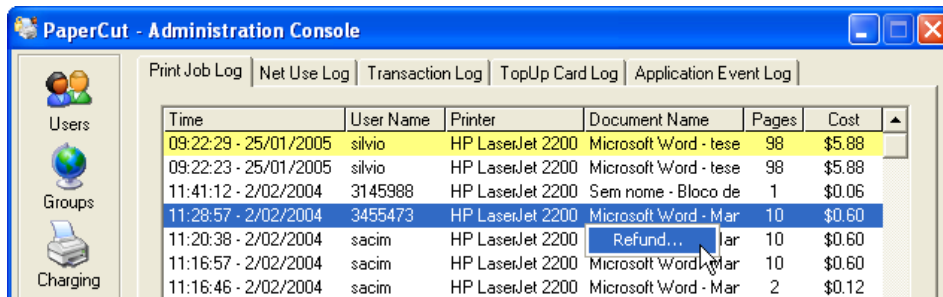 PaperCut - Administration Console
Print Job Log Net Use Log Transaction Log TopUp Card Log Application Event Log
Users
Groups
Charging
Time User Name Printer Document Name Pages Cost
09:22:29 - 25/01/2005 silvio HP LaserJet 2200 Microsoft Word - tese 98 $5.88
09:22:23 - 25/01/2005 silvio HP LaserJet 2200 Microsoft Word - tese 98 $5.88
11:41:12 - 2/02/2004 3145988 HP LaserJet 2200 Sem nome - Bloco de 1 $0.06
11:28:57 - 2/02/2004 3455473 HP LaserJet 2200 Microsoft Word - Mar 10 $0.60
11:20:38 - 2/02/2004 sacim HP LaserJet 2200 Refund... lar 10 $0.60
11:16:57 - 2/02/2004 sacim HP LaserJet 2200 Microsoft Word - Mar 10 $0.60
11:16:46 - 2/02/2004 sacim HP LaserJet 2200 Microsoft Word - Mar 2 $0.12